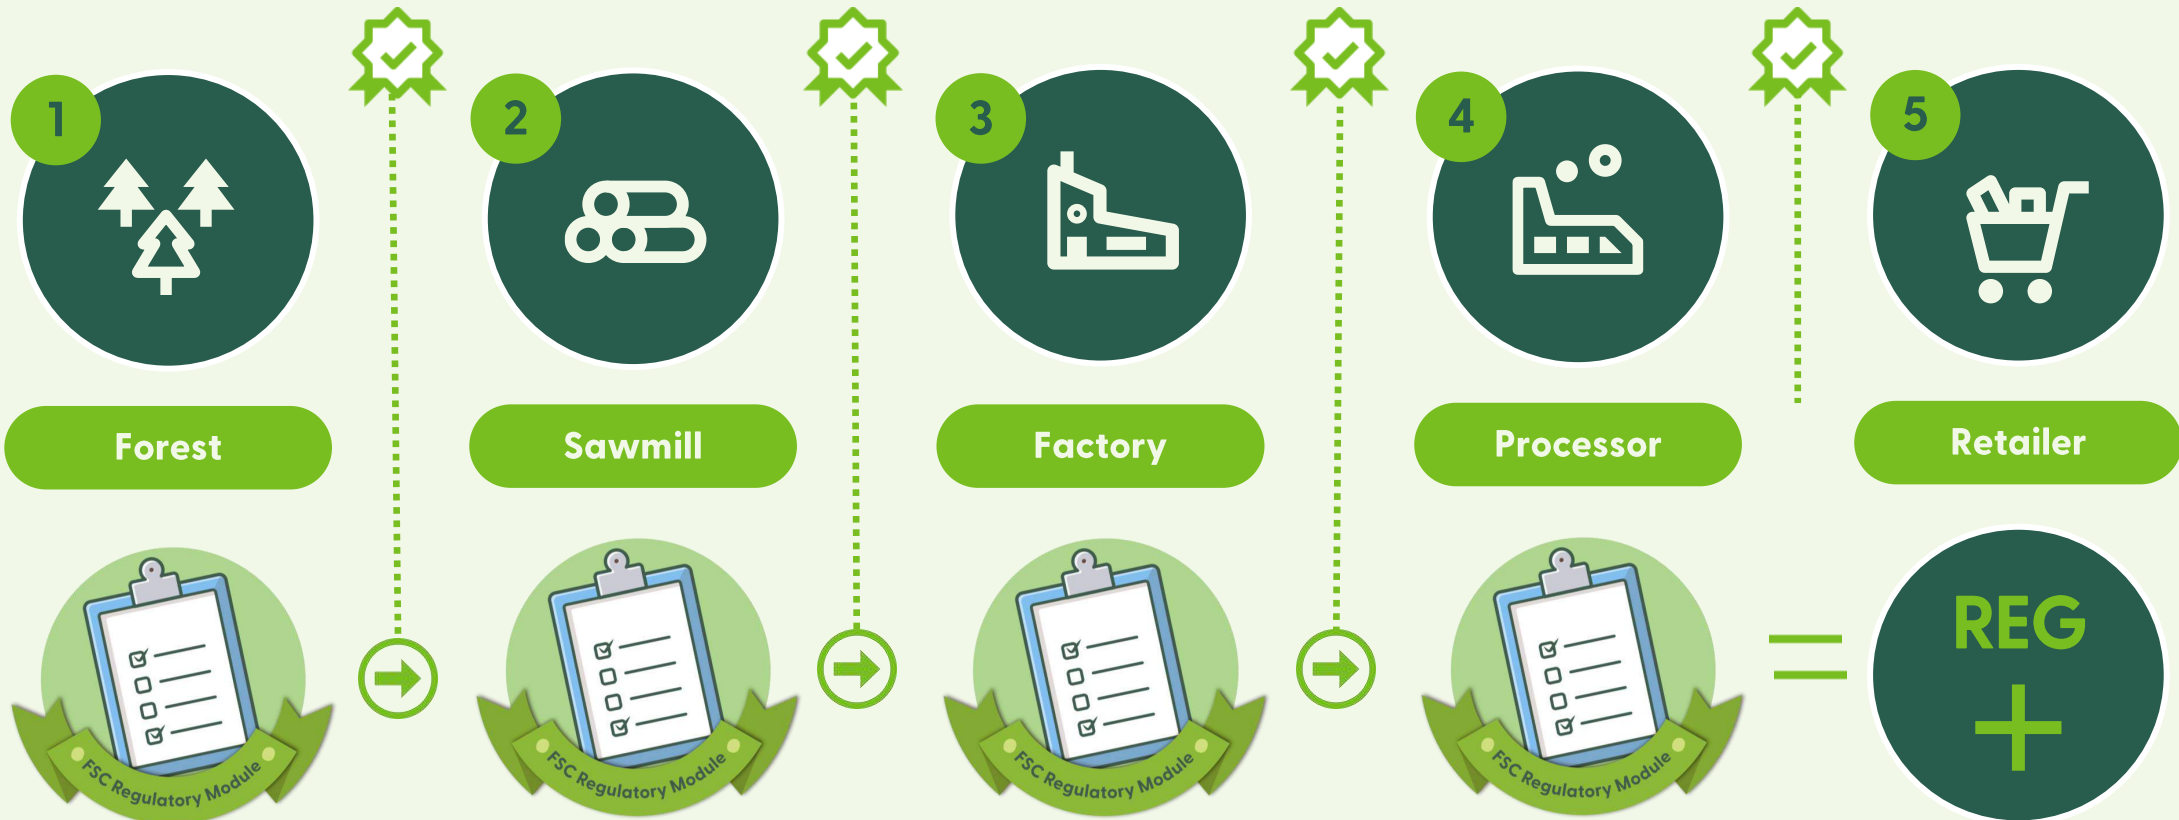 1
2
3
4
5
Forest
Sawmill
Factory
Processor
Retailer
FSC Regulatory Module
FSC Regulatory Module
FSC Regulatory Module
FSC Regulatory Module
REG
+